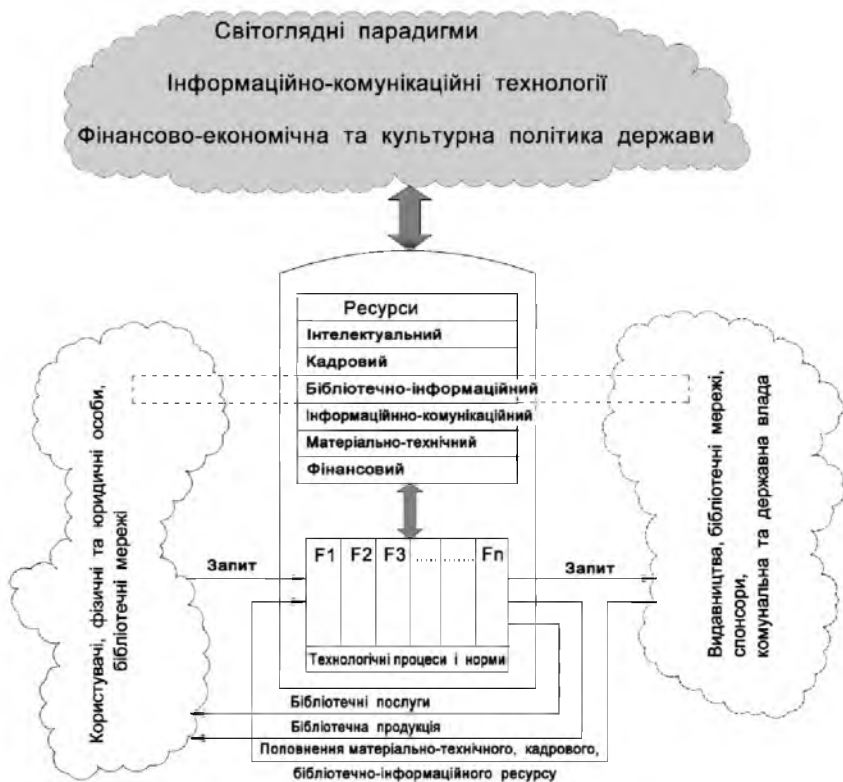 Світоглядні парадигми
Інформаційно-комунікаційні технології
Фінансово-економічна та культурна політика держави
Ресурси
Інтелектуальний
Кадровий
Бібліотечно-інформаційний
Інформаційнно-комунікаційний
Матеріально-технічний
Фінансовий
Користувачі, фізичні та юридичні особи,
бібліотечні мережі
Видавництва, бібліотечні мережі,
спонсори,
комунальна та державна влада
Запит
F1 F2 F3 ................ Fn
Запит
Технологічні процеси і норми
Бібліотечні послуги
Бібліотечна продукція
Поповнення матеріально-технічного, кадрового,
бібліотечно-інформаційного ресурсу